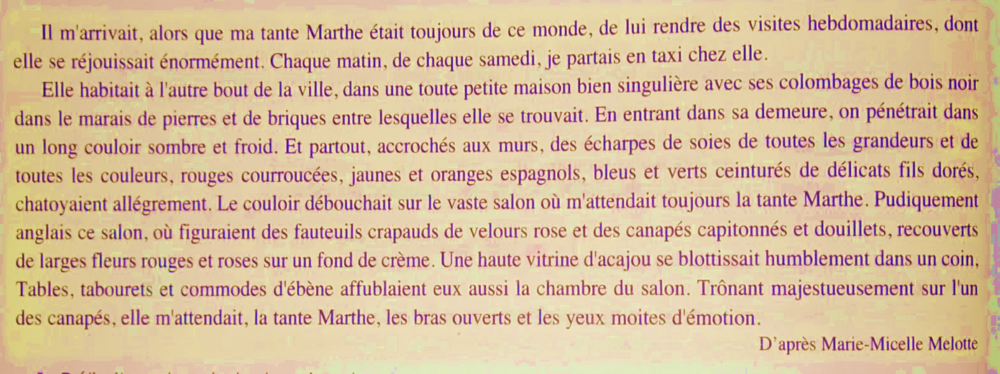 Il m'arrivait, alors que ma tante Marthe était toujours de ce monde, de lui rendre des visites hebdomadaires, dont
elle se réjouissait énormément. Chaque matin, de chaque samedi, je partais en taxi chez elle.
Elle habitait à l'autre bout de la ville, dans une toute petite maison bien singulière avec ses colombages de bois noir
dans le marais de pierres et de briques entre lesquelles elle se trouvait. En entrant dans sa demeure, on pénétrait dans
un long couloir sombre et froid. Et partout, accrochés aux murs, des écharpes de soies de toutes les grandeurs et de
toutes les couleurs, rouges courroucées, jaunes et oranges espagnols, bleus et verts ceinturés de délicats fils dorés,
chatoyaient allégrement. Le couloir débouchait sur le vaste salon où m'attendait toujours la tante Marthe. Pudiquement
anglais ce salon, où figuraient des fauteuils crapauds de velours rose et des canapés capitonnés et douillets, recouverts
de larges fleurs rouges et roses sur un fond de crème. Une haute vitrine d'acajou se blottissait humblement dans un coin,
Tables, tabourets et commodes d'ébène affublaient eux aussi la chambre du salon. Trônant majestueusement sur l'un
des canapés, elle m'attendait, la tante Marthe, les bras ouverts et les yeux moites d'émotion.
D'après Marie-Micelle Melotte